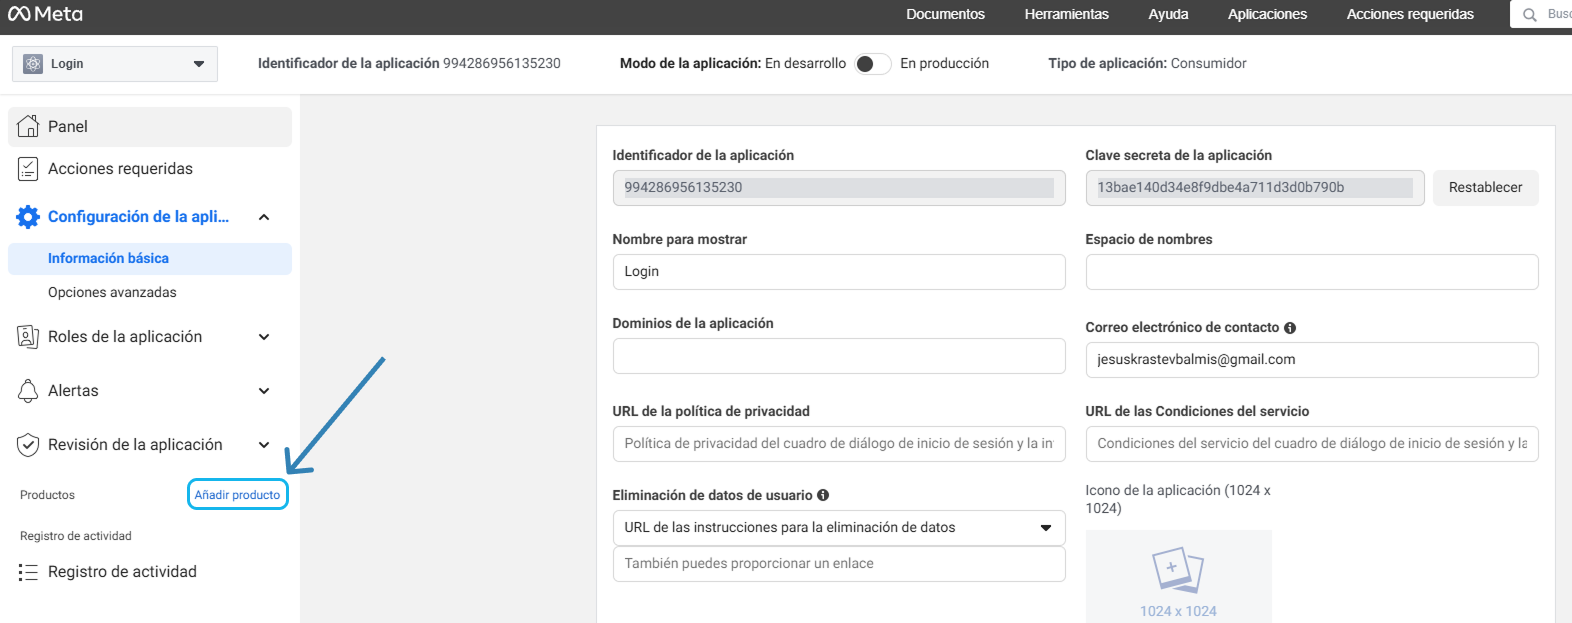 Meta
Documentos Herramientas Ayuda Aplicaciones Acciones requeridas
Login
Identificador de la aplicación 994286956135230
Modo de la aplicación: En desarrollo En producción
Tipo de aplicación: Consumidor
Panel
Acciones requeridas
Configuración de la apli...
Información básica
Opciones avanzadas
Roles de la aplicación
Alertas
Revisión de la aplicación
Productos Añadir producto
Registro de actividad
Registro de actividad
Identificador de la aplicación
994286956135230
Clave secreta de la aplicación
13bae140d34e8f9dbe4a711d3d0b790b
Restablecer
Nombre para mostrar
Login
Espacio de nombres
Dominios de la aplicación
Correo electrónico de contacto
jesuskrastevbalmis@gmail.com
URL de la política de privacidad
Política de privacidad del cuadro de diálogo de inicio de sesión y la in
URL de las Condiciones del servicio
Condiciones del servicio del cuadro de diálogo de inicio de sesión y la
Eliminación de datos de usuario
URL de las instrucciones para la eliminación de datos
También puedes proporcionar un enlace
Icono de la aplicación (1024 x
1024)
1024 x 1024